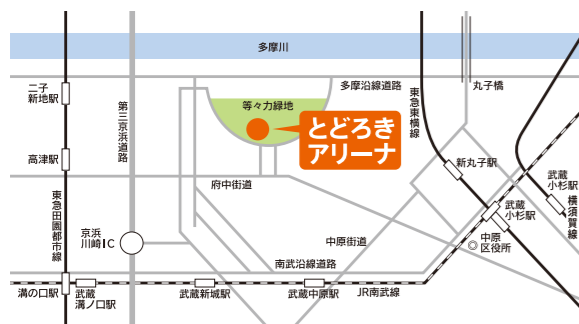 多摩川
二子
新地駅
第三京浜道路
等々力緑地
多摩沿線道路
丸子橋
東急東横線
とどろき
アリーナ
高津駅
新丸子駅
府中街道
武蔵
小杉駅
横須賀線
東急田園都市線
武蔵
小杉駅
京浜
川崎IC
中原街道
中原
区役所
南武沿線道路
溝の口駅
武蔵
溝ノ口駅
武蔵新城駅
武蔵中原駅
JR南武線